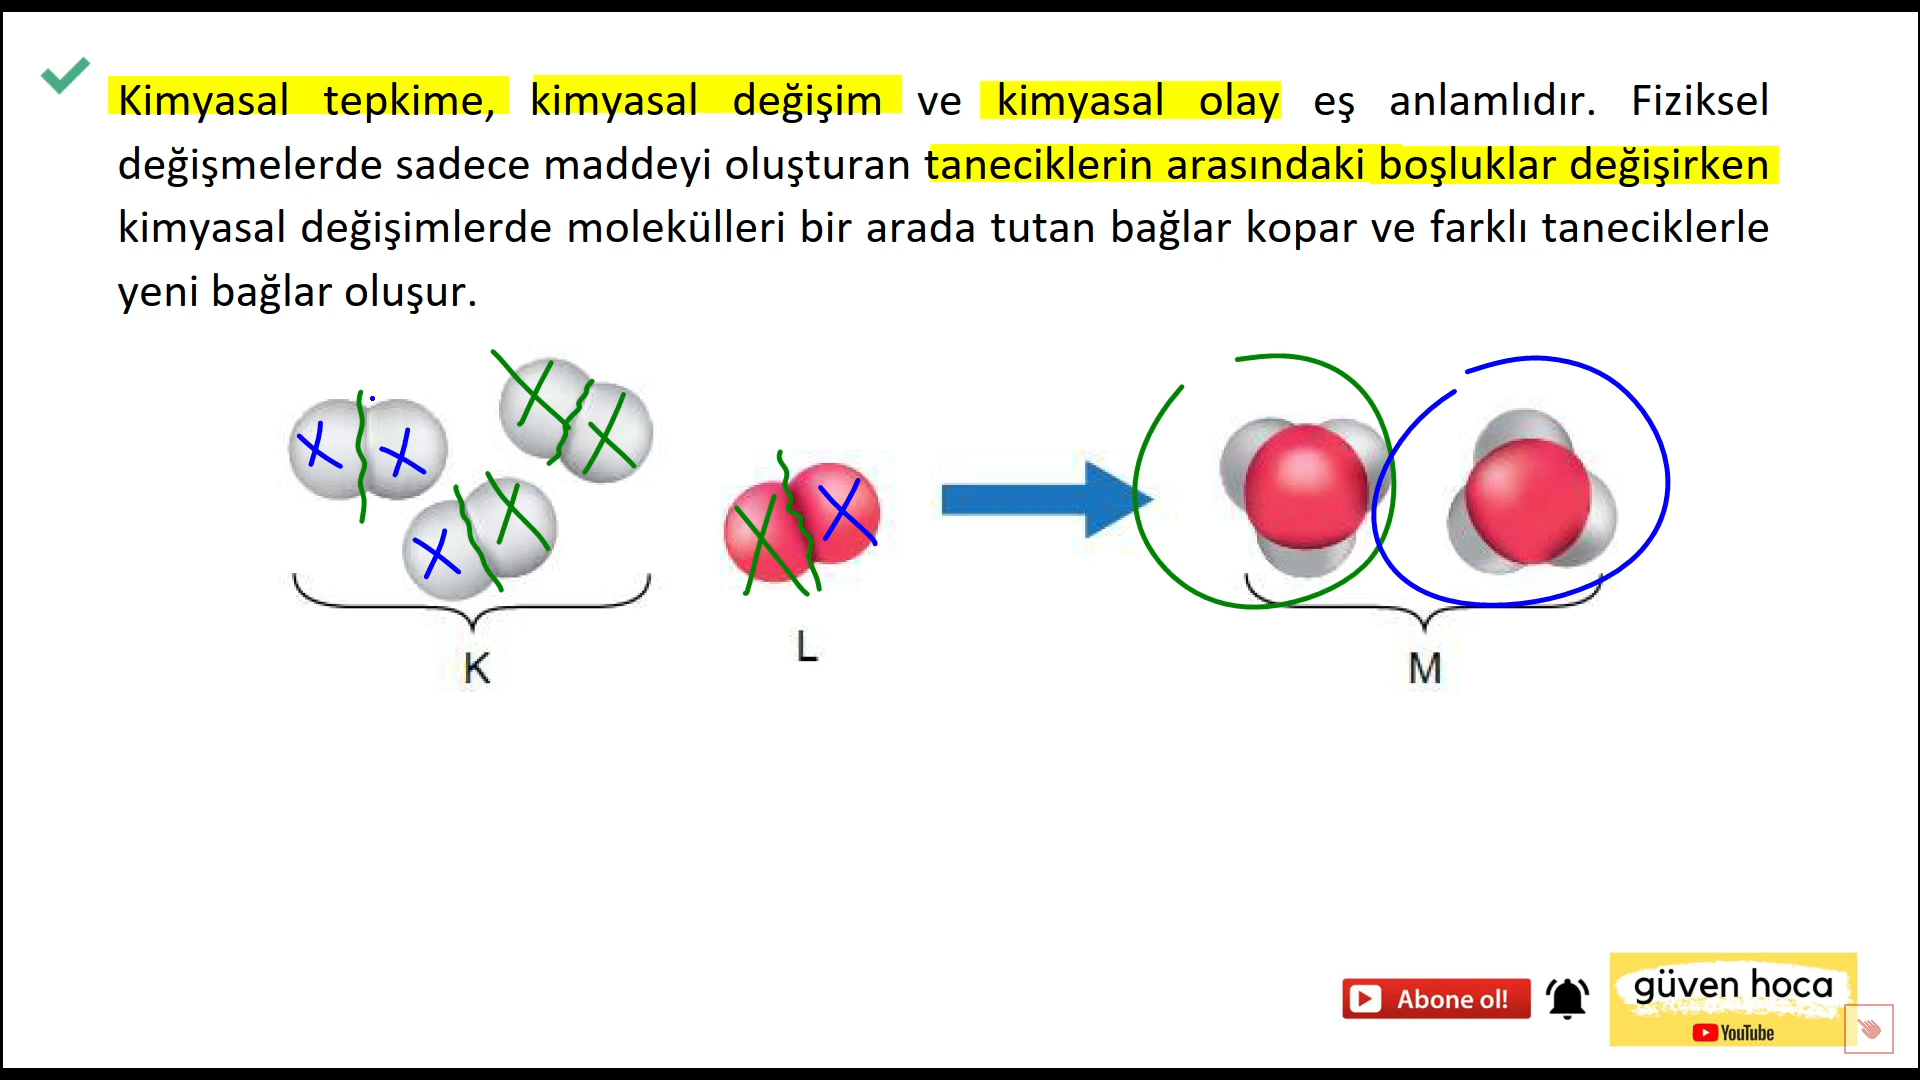 Kimyasal tepkime, kimyasal değişim ve kimyasal olay eş anlamlıdır. Fiziksel
değişmelerde sadece maddeyi oluşturan taneciklerin arasındaki boşluklar değişirken
kimyasal değişimlerde molekülleri bir arada tutan bağlar kopar ve farklı taneciklerle
yeni bağlar oluşur.
K
L
M
Abone ol!
güven hoca
YouTube